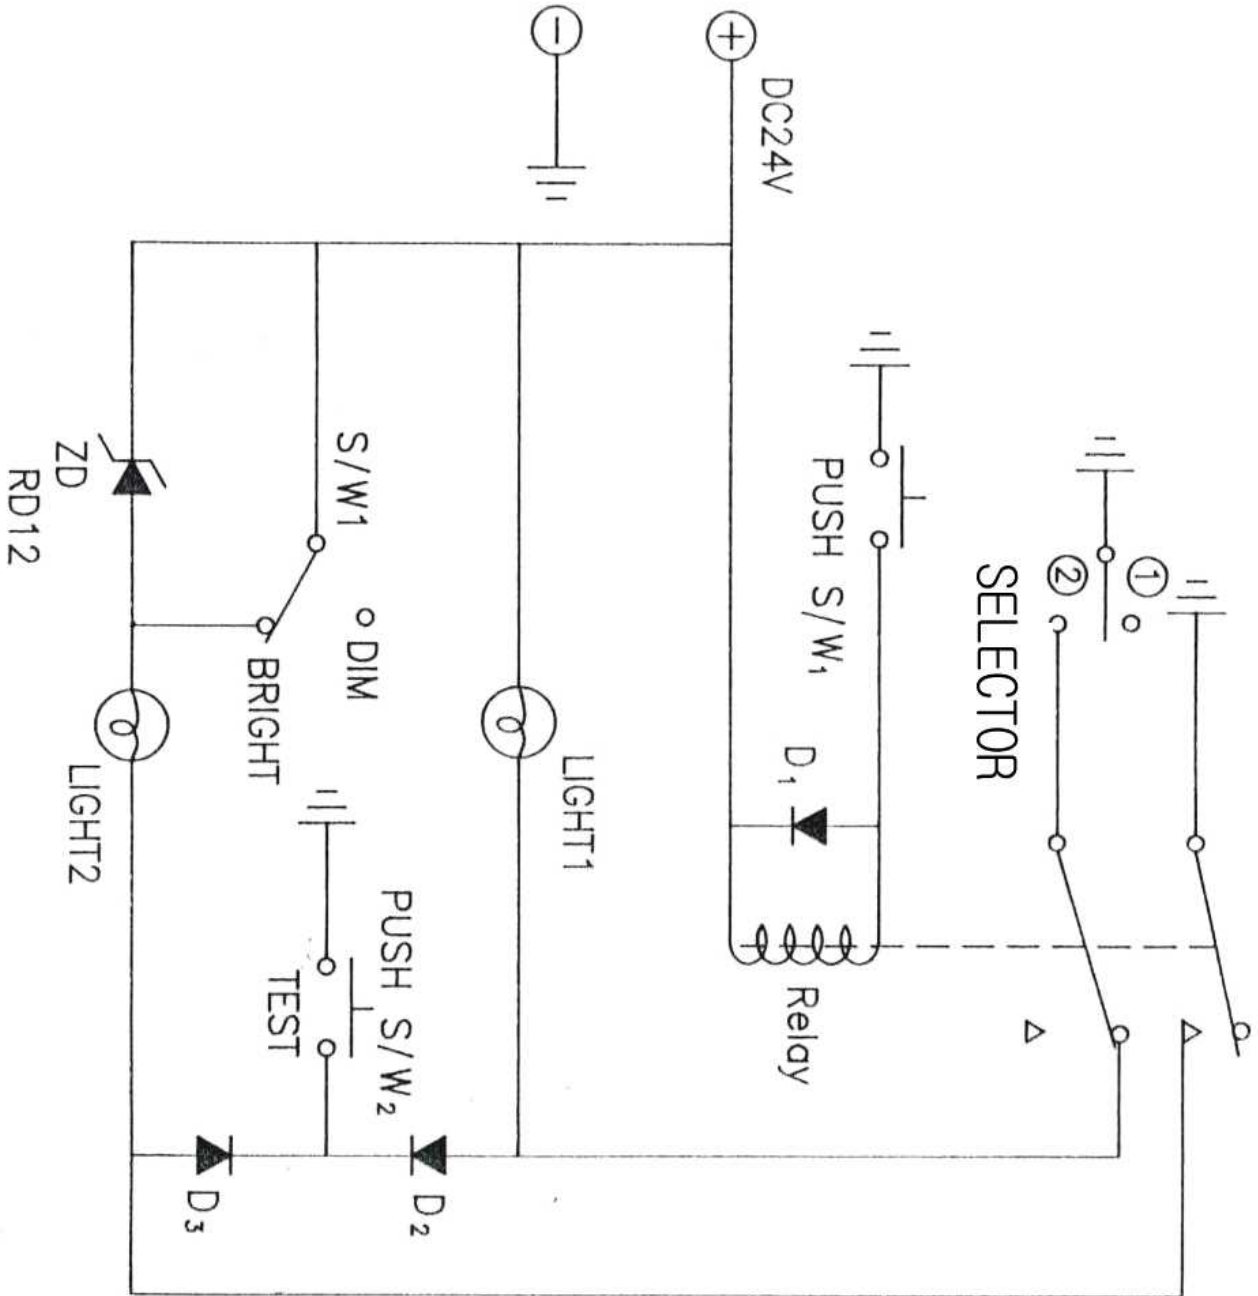 SELECTOR
①
②
PUSH S/W₁
DC24V
+
−
D₁
Relay
LIGHT1
S/W1
DIM
BRIGHT
PUSH S/W₂
TEST
ZD
RD12
LIGHT2
D₂
D₃